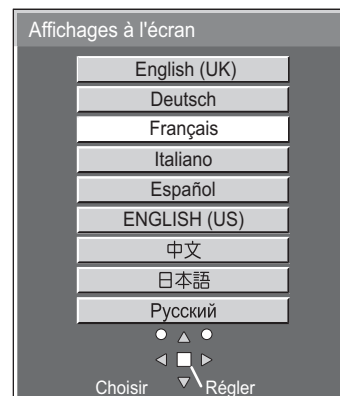 Affichages à l'écran
English (UK)
Deutsch
Français
Italiano
Español
ENGLISH (US)
中文
日本語
Русский
Choisir Régler